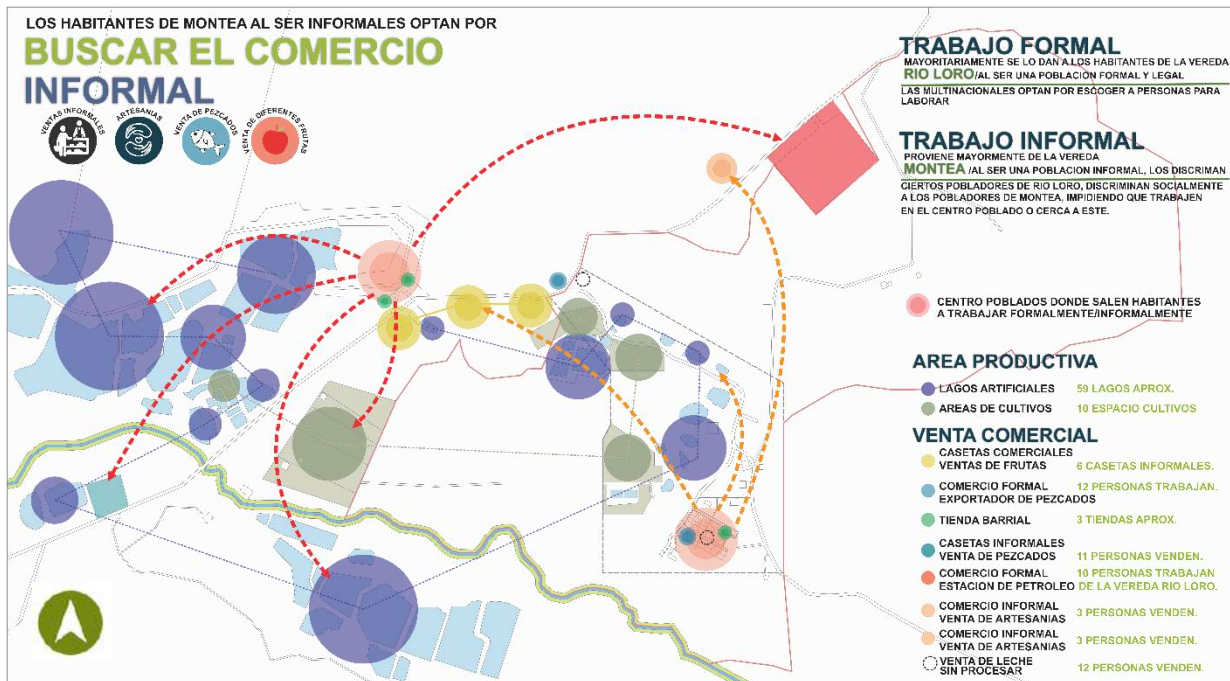 LOS HABITANTES DE MONTEA AL SER INFORMALES OPTAN POR
BUSCAR EL COMERCIO
INFORMAL
VENTAS INFORMALES
ARTESANIAS
VENTA DE PEZCADOS
VENTA DE DIFERENTES FRUTAS
TRABAJO FORMAL
MAYORITARIAMENTE SE LO DAN A LOS HABITANTES DE LA VEREDA
RIO LORO/AL SER UNA POBLACION FORMAL Y LEGAL
LAS MULTINACIONALES OPTAN POR ESCOGER A PERSONAS PARA
LABORAR
TRABAJO INFORMAL
PROVIENE MAYORMENTE DE LA VEREDA
MONTEA /AL SER UNA POBLACION INFORMAL, LOS DISCRIMAN
CIERTOS POBLADORES DE RIO LORO, DISCRIMINAN SOCIALMENTE
A LOS POBLADORES DE MONTEA, IMPIDIENDO QUE TRABAJEN
EN EL CENTRO POBLADO O CERCA A ESTE.
CENTRO POBLADOS DONDE SALEN HABITANTES
A TRABAJAR FORMALMENTE/INFORMALMENTE
AREA PRODUCTIVA
LAGOS ARTIFICIALES 59 LAGOS APROX.
AREAS DE CULTIVOS 10 ESPACIO CULTIVOS
VENTA COMERCIAL
CASETAS COMERCIALES
VENTAS DE FRUTAS 6 CASETAS INFORMALES.
COMERCIO FORMAL 12 PERSONAS TRABAJAN.
EXPORTADOR DE PEZCADOS
TIENDA BARRIAL 3 TIENDAS APROX.
CASETAS INFORMALES
VENTA DE PEZCADOS 11 PERSONAS VENDEN.
COMERCIO FORMAL 10 PERSONAS TRABAJAN
ESTACION DE PETROLEO DE LA VEREDA RIO LORO.
COMERCIO INFORMAL
VENTA DE ARTESANIAS 3 PERSONAS VENDEN.
COMERCIO INFORMAL
VENTA DE ARTESANIAS 3 PERSONAS VENDEN.
VENTA DE LECHE
SIN PROCESAR 12 PERSONAS VENDEN.